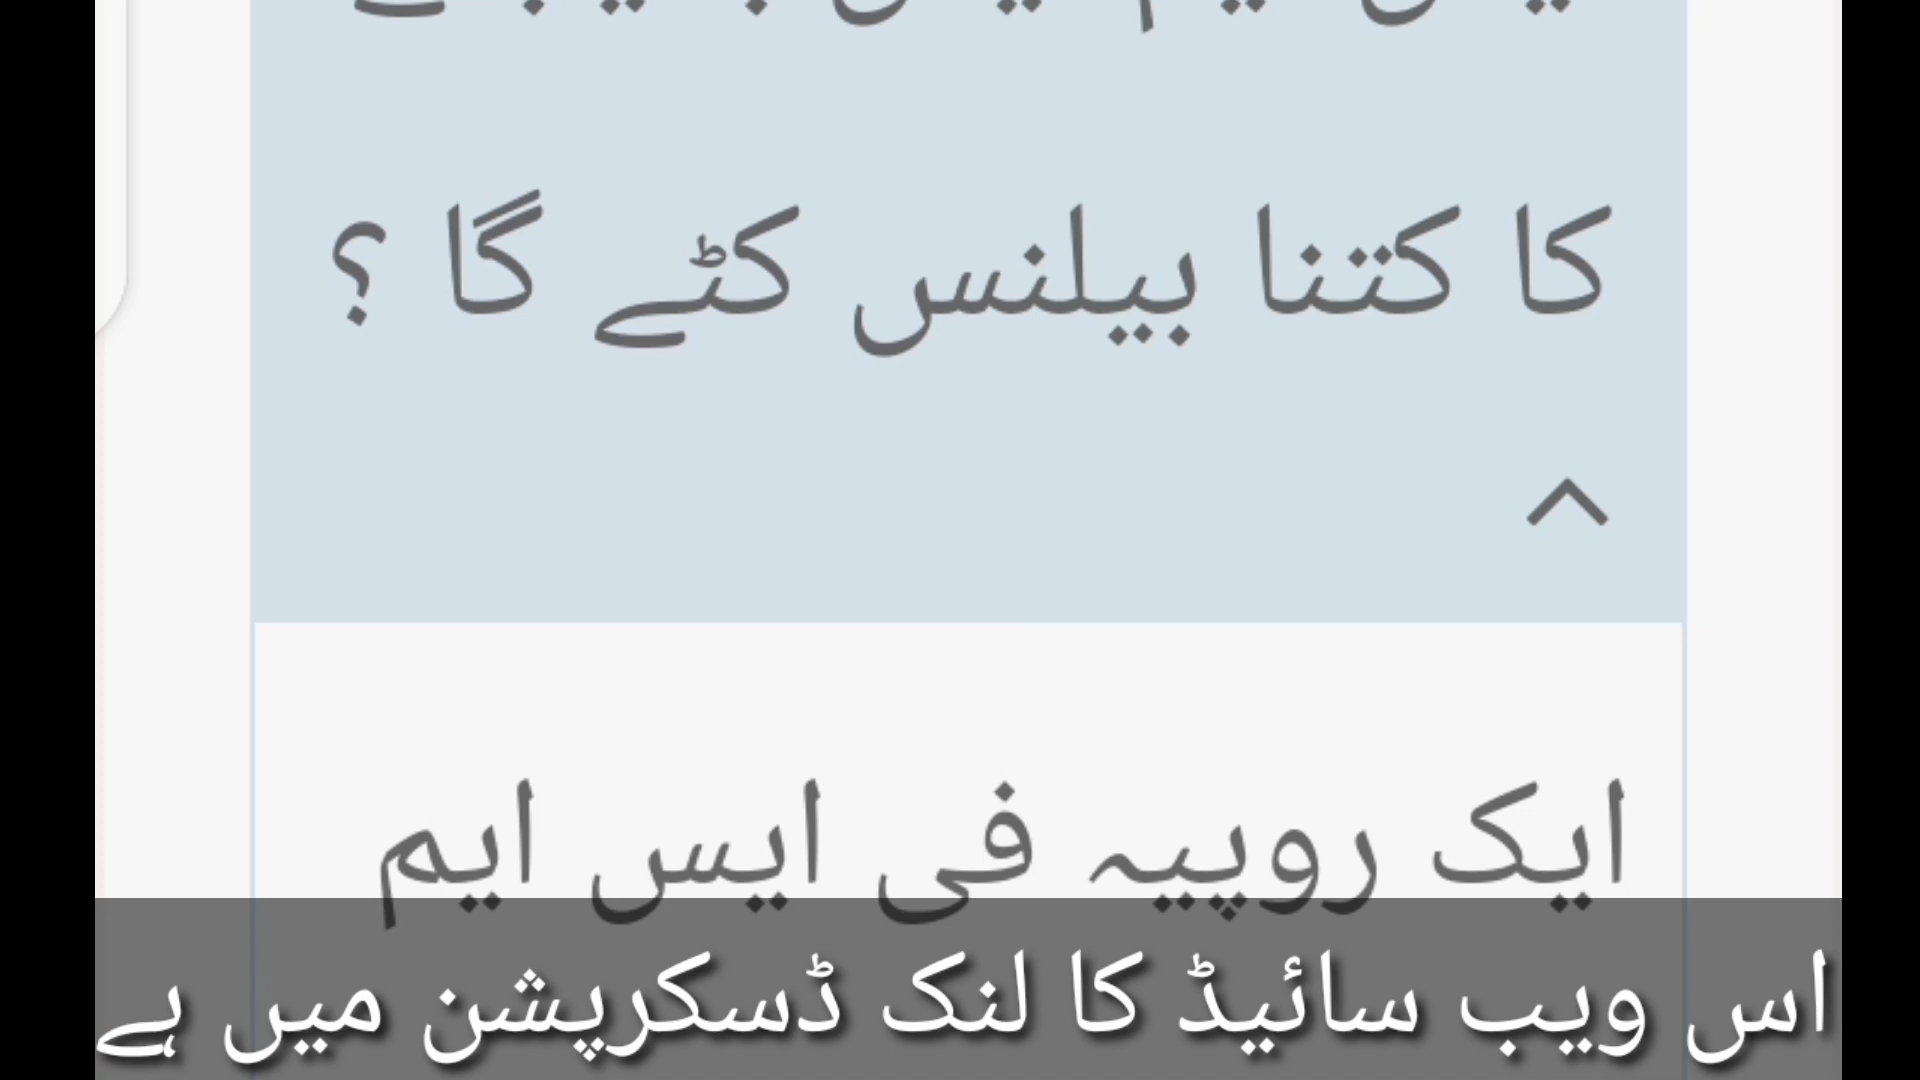 کا کتنا بیلنس کٹے گا ؟
ایک روپیہ فی ایس ایم
اس ویب سائیڈ کا لنک ڈسکرپشن میں ہے